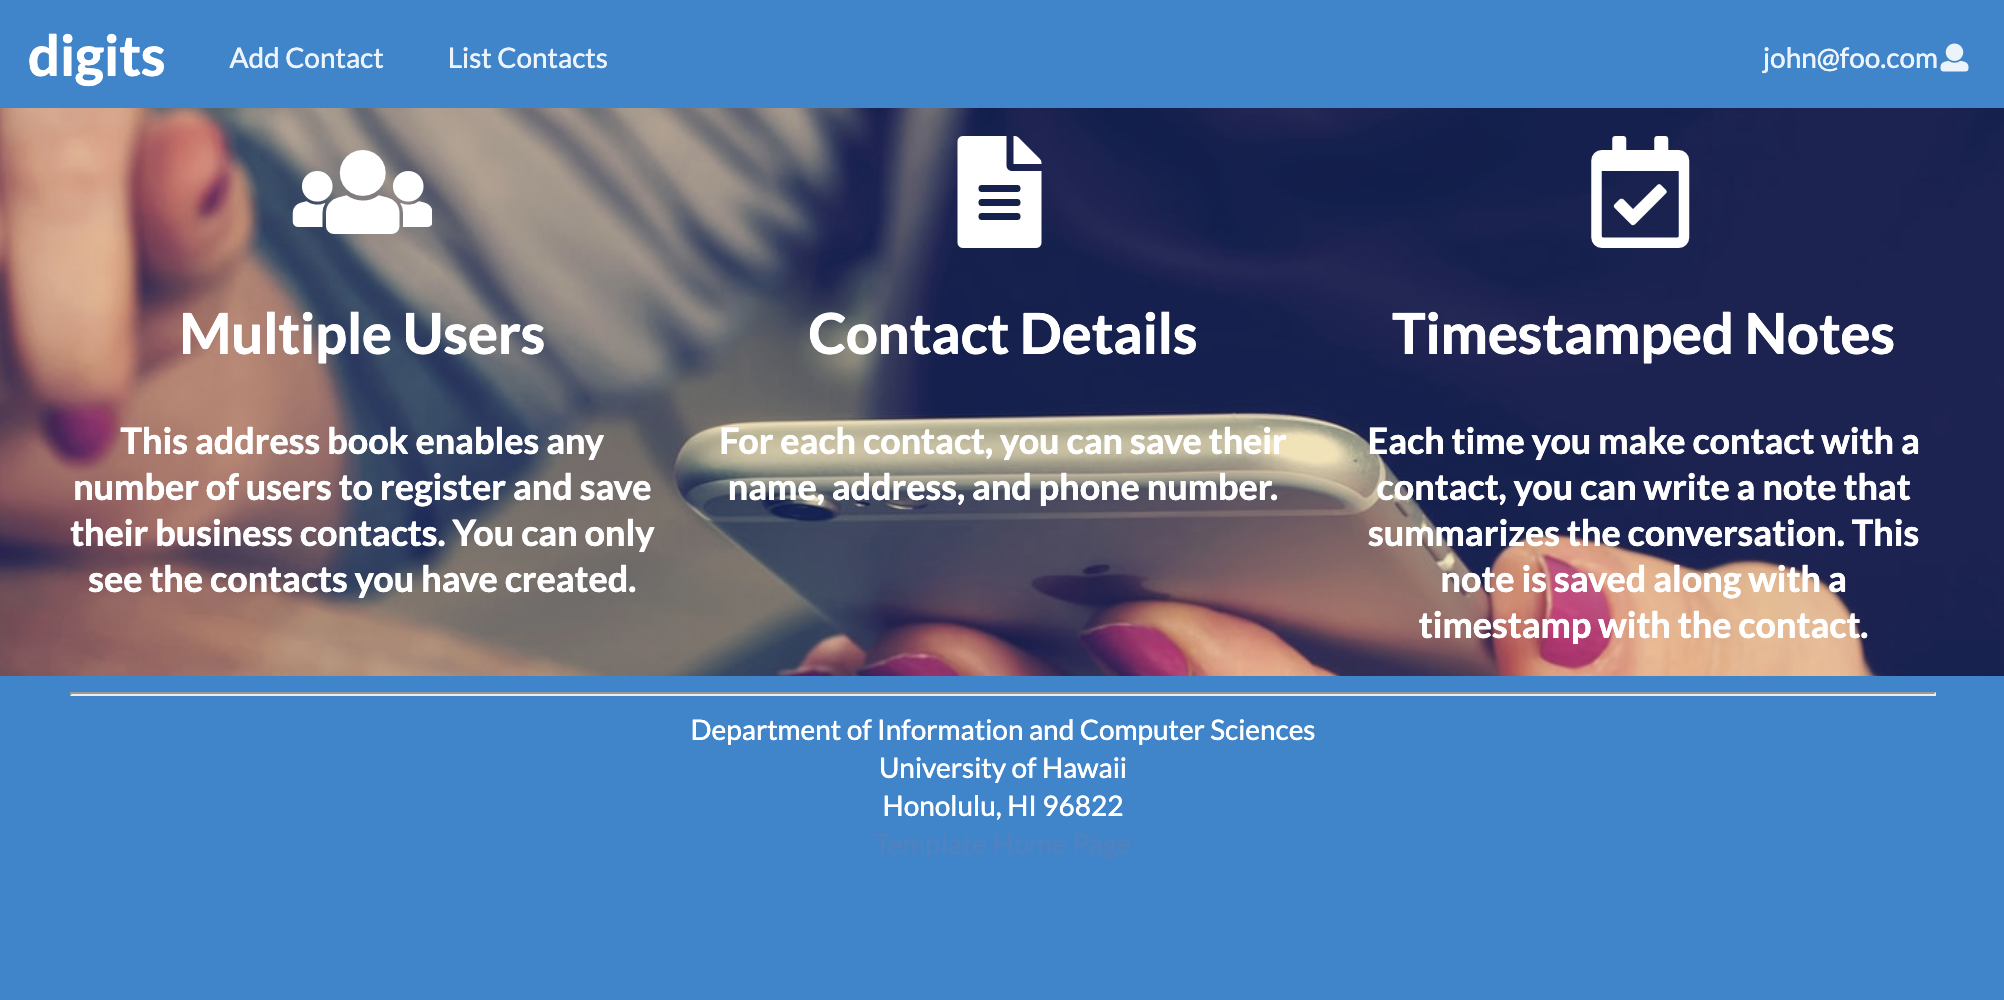 digits
Add Contact
List Contacts
john@foo.com
Multiple Users
This address book enables any
number of users to register and save
their business contacts. You can only
see the contacts you have created.
Contact Details
For each contact, you can save their
name, address, and phone number.
Timestamped Notes
Each time you make contact with a
contact, you can write a note that
summarizes the conversation. This
note is saved along with a
timestamp with the contact.
Department of Information and Computer Sciences
University of Hawaii
Honolulu, HI 96822
Template Home Page